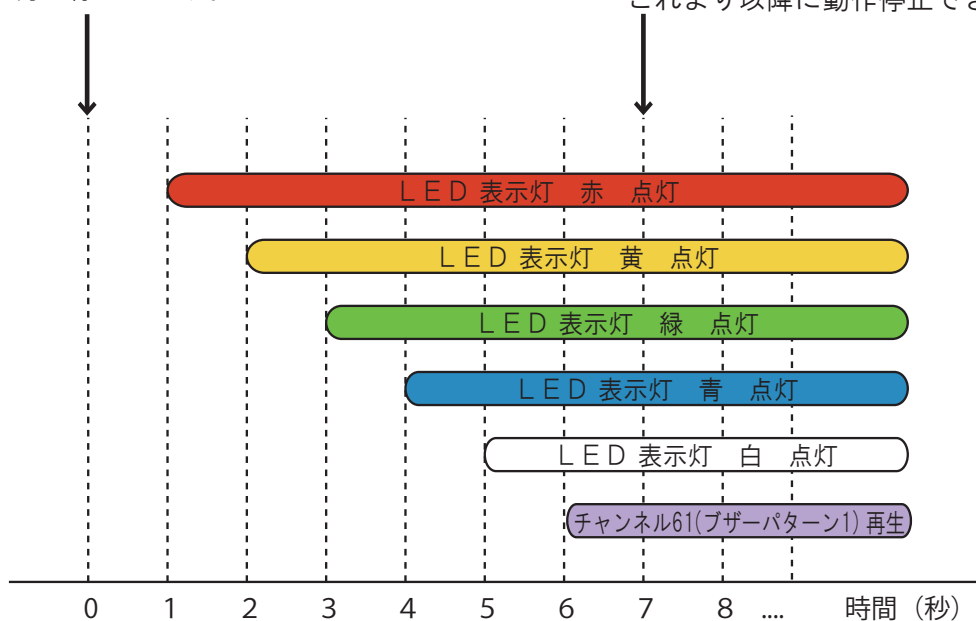 これより以降に動作停止でき
ＬＥＤ 表示灯　赤　点灯
ＬＥＤ 表示灯　黄　点灯
ＬＥＤ 表示灯　緑　点灯
ＬＥＤ 表示灯　青　点灯
ＬＥＤ 表示灯　白　点灯
チャンネル61(ブザーパターン1) 再生
0 1 2 3 4 5 6 7 8 .... 時間（秒）